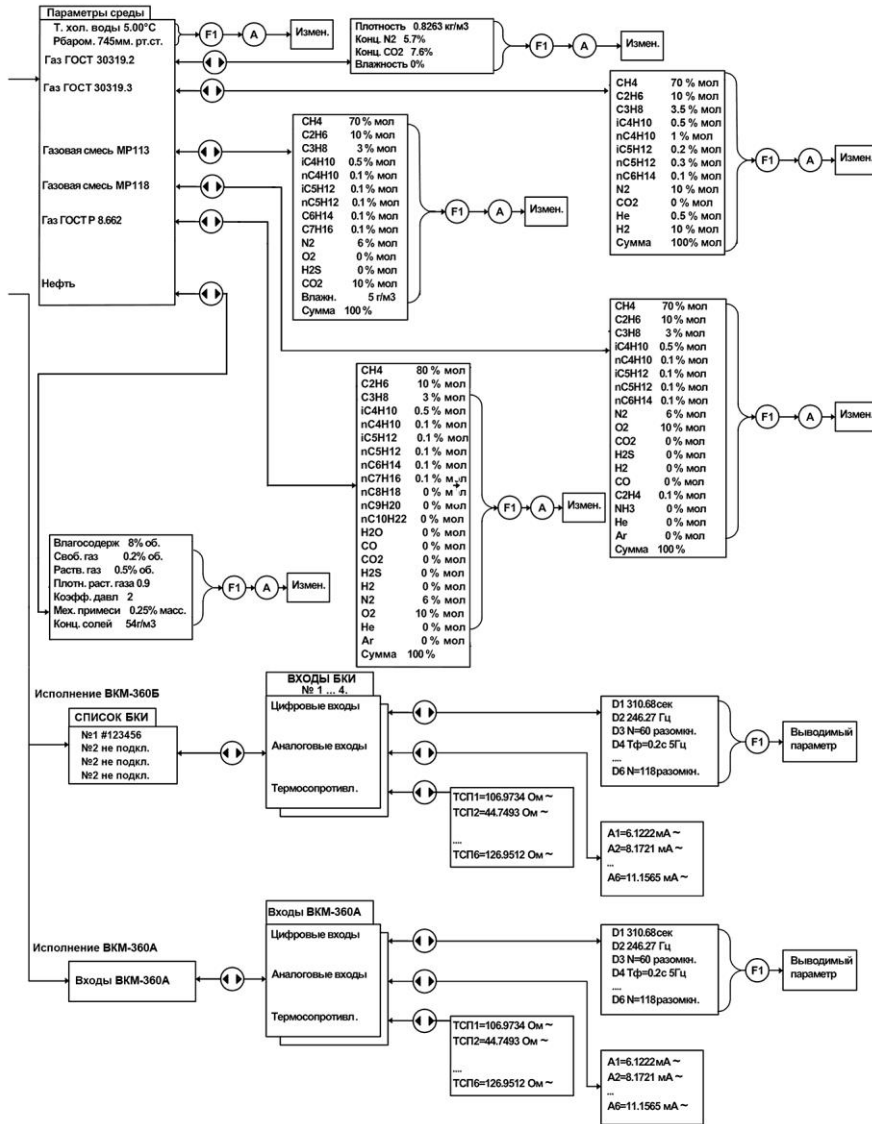 Параметры среды
Т. хол. воды 5.00°С
Рбаром. 745мм. рт.ст.
F1
A
Измен.
Газ ГОСТ 30319.2
Газ ГОСТ 30319.3
Газовая смесь МР113
Газовая смесь МР118
Газ ГОСТ Р 8.662
Нефть
Плотность 0.8263 кг/м3
Конц. N2 5.7%
Конц. CO2 7.6%
Влажность 0%
F1
A
Измен.
CH4 70 % мол
C2H6 10 % мол
C3H8 3.5 % мол
iC4H10 0.5 % мол
nC4H10 1 % мол
iC5H12 0.2 % мол
nC5H12 0.3 % мол
nC6H14 0.1 % мол
N2 10 % мол
CO2 0 % мол
He 0.5 % мол
H2 10 % мол
Сумма 100% мол
F1
A
Измен.
CH4 70 % мол
C2H6 10 % мол
C3H8 3 % мол
iC4H10 0.5 % мол
nC4H10 0.1 % мол
iC5H12 0.1 % мол
nC5H12 0.1 % мол
C6H14 0.1 % мол
C7H16 0.1 % мол
N2 6 % мол
O2 0 % мол
H2S 0 % мол
CO2 10 % мол
Влажн. 5 г/м3
Сумма 100 %
F1
A
Измен.
CH4 70 % мол
C2H6 10 % мол
C3H8 3 % мол
iC4H10 0.5 % мол
nC4H10 0.1 % мол
iC5H12 0.1 % мол
nC5H12 0.1 % мол
nC6H14 0.1 % мол
N2 6 % мол
O2 10 % мол
CO2 0 % мол
H2S 0 % мол
H2 0 % мол
CO 0 % мол
C2H4 0.1 % мол
NH3 0 % мол
He 0 % мол
Ar 0 % мол
Сумма 100 %
F1
A
Измен.
CH4 80 % мол
C2H6 10 % мол
C3H8 3 % мол
iC4H10 0.5 % мол
nC4H10 0.1 % мол
iC5H12 0.1 % мол
nC5H12 0.1 % мол
nC6H14 0.1 % мол
nC7H16 0.1 % мол
nC8H18 0 % мол
nC9H20 0 % мол
nC10H22 0 % мол
H2O 0 % мол
CO 0 % мол
CO2 0 % мол
H2S 0 % мол
H2 0 % мол
N2 6 % мол
O2 10 % мол
He 0 % мол
Ar 0 % мол
Сумма 100 %
F1
A
Измен.
Влагосодерж 8% об.
Своб. газ 0.2% об.
Раств. газ 0.5% об.
Плотн. раст. газа 0.9
Коэфф. давл 2
Мех. примеси 0.25% масс.
Конц. солей 54г/м3
F1
A
Измен.
Исполнение ВКМ-360Б
СПИСОК БКИ
№1 #123456
№2 не подкл.
№2 не подкл.
№2 не подкл.
ВХОДЫ БКИ
№ 1 ... 4.
Цифровые входы
Аналоговые входы
Термосопротивл.
D1 310.68сек
D2 246.27 Гц
D3 N=60 разомкн.
D4 Тф=0.2с 5Гц
....
D6 N=118разомкн.
F1
Выводимый
параметр
ТСП1=106.9734 Ом ~
ТСП2=44.7493 Ом ~
....
ТСП6=126.9512 Ом ~
А1=6.1222мА ~
А2=8.1721 мА ~
...
А6=11.1565 мА ~
Исполнение ВКМ-360А
Входы ВКМ-360А
Входы ВКМ-360А
Цифровые входы
Аналоговые входы
Термосопротивл.
D1 310.68сек
D2 246.27 Гц
D3 N=60 разомкн.
D4 Тф=0.2с 5Гц
....
D6 N=118разомкн.
F1
Выводимый
параметр
ТСП1=106.9734 Ом ~
ТСП2=44.7493 Ом ~
....
ТСП6=126.9512 Ом ~
А1=6.1222мА ~
А2=8.1721 мА ~
...
А6=11.1565 мА ~